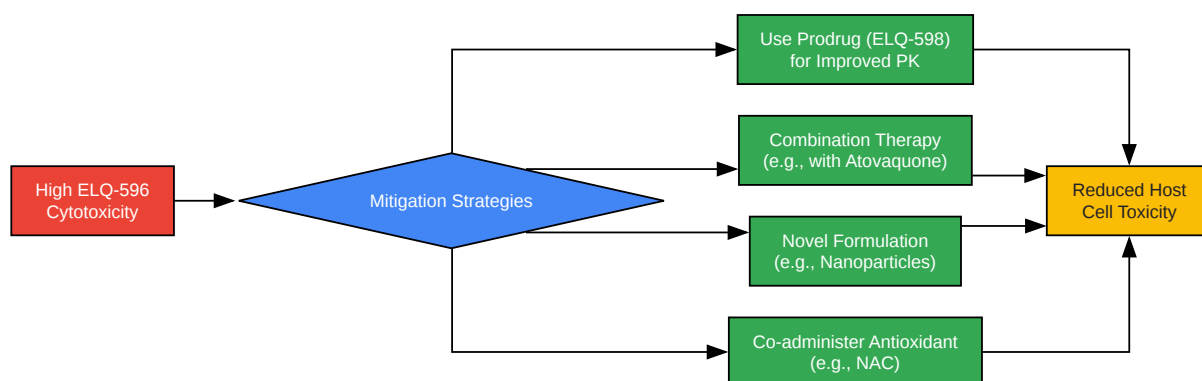 High ELQ-596
Cytotoxicity
Mitigation Strategies
Use Prodrug (ELQ-598)
for Improved PK
Combination Therapy
(e.g., with Atovaquone)
Novel Formulation
(e.g., Nanoparticles)
Co-administer Antioxidant
(e.g., NAC)
Reduced Host
Cell Toxicity